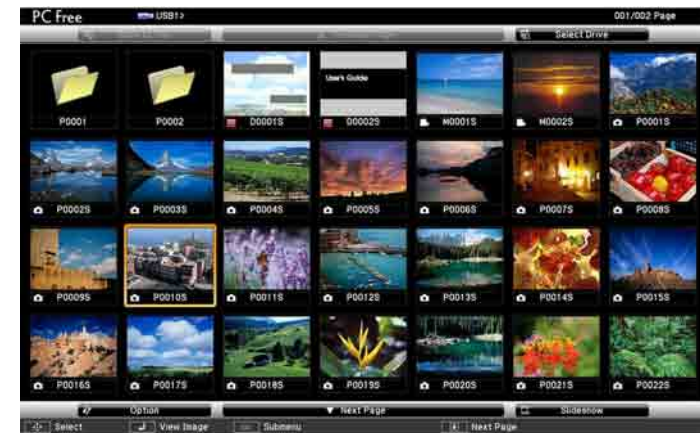 PC Free USB1 001/002 Page
Select Drive
User's Guide
P0001 P0002 D0001S D0002S M0001S M0002S P0001S
P0002S P0003S P0004S P0005S P0006S P0007S P0008S
P0009S P0010S P0011S P0012S P0013S P0014S P0015S
P0016S P0017S P0018S P0019S P0020S P0021S P0022S
Option Next Page Slideshow
Select View Image Submenu Next Page